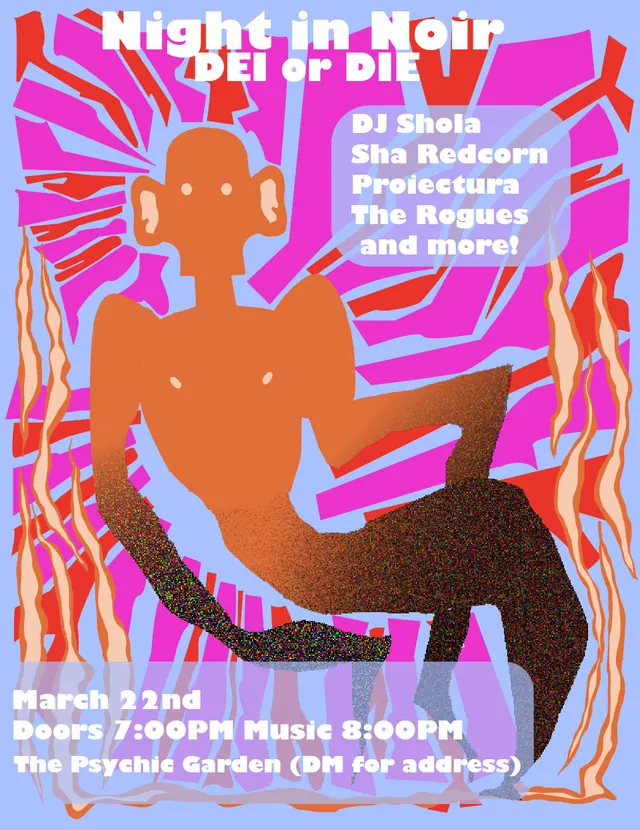 Night in Noir
DEI or DIE
DJ Shola
Sha Redcorn
Proiectura
The Rogues
and more!
March 22nd
Doors 7:00PM Music 8:00PM
The Psychic Garden (DM for address)